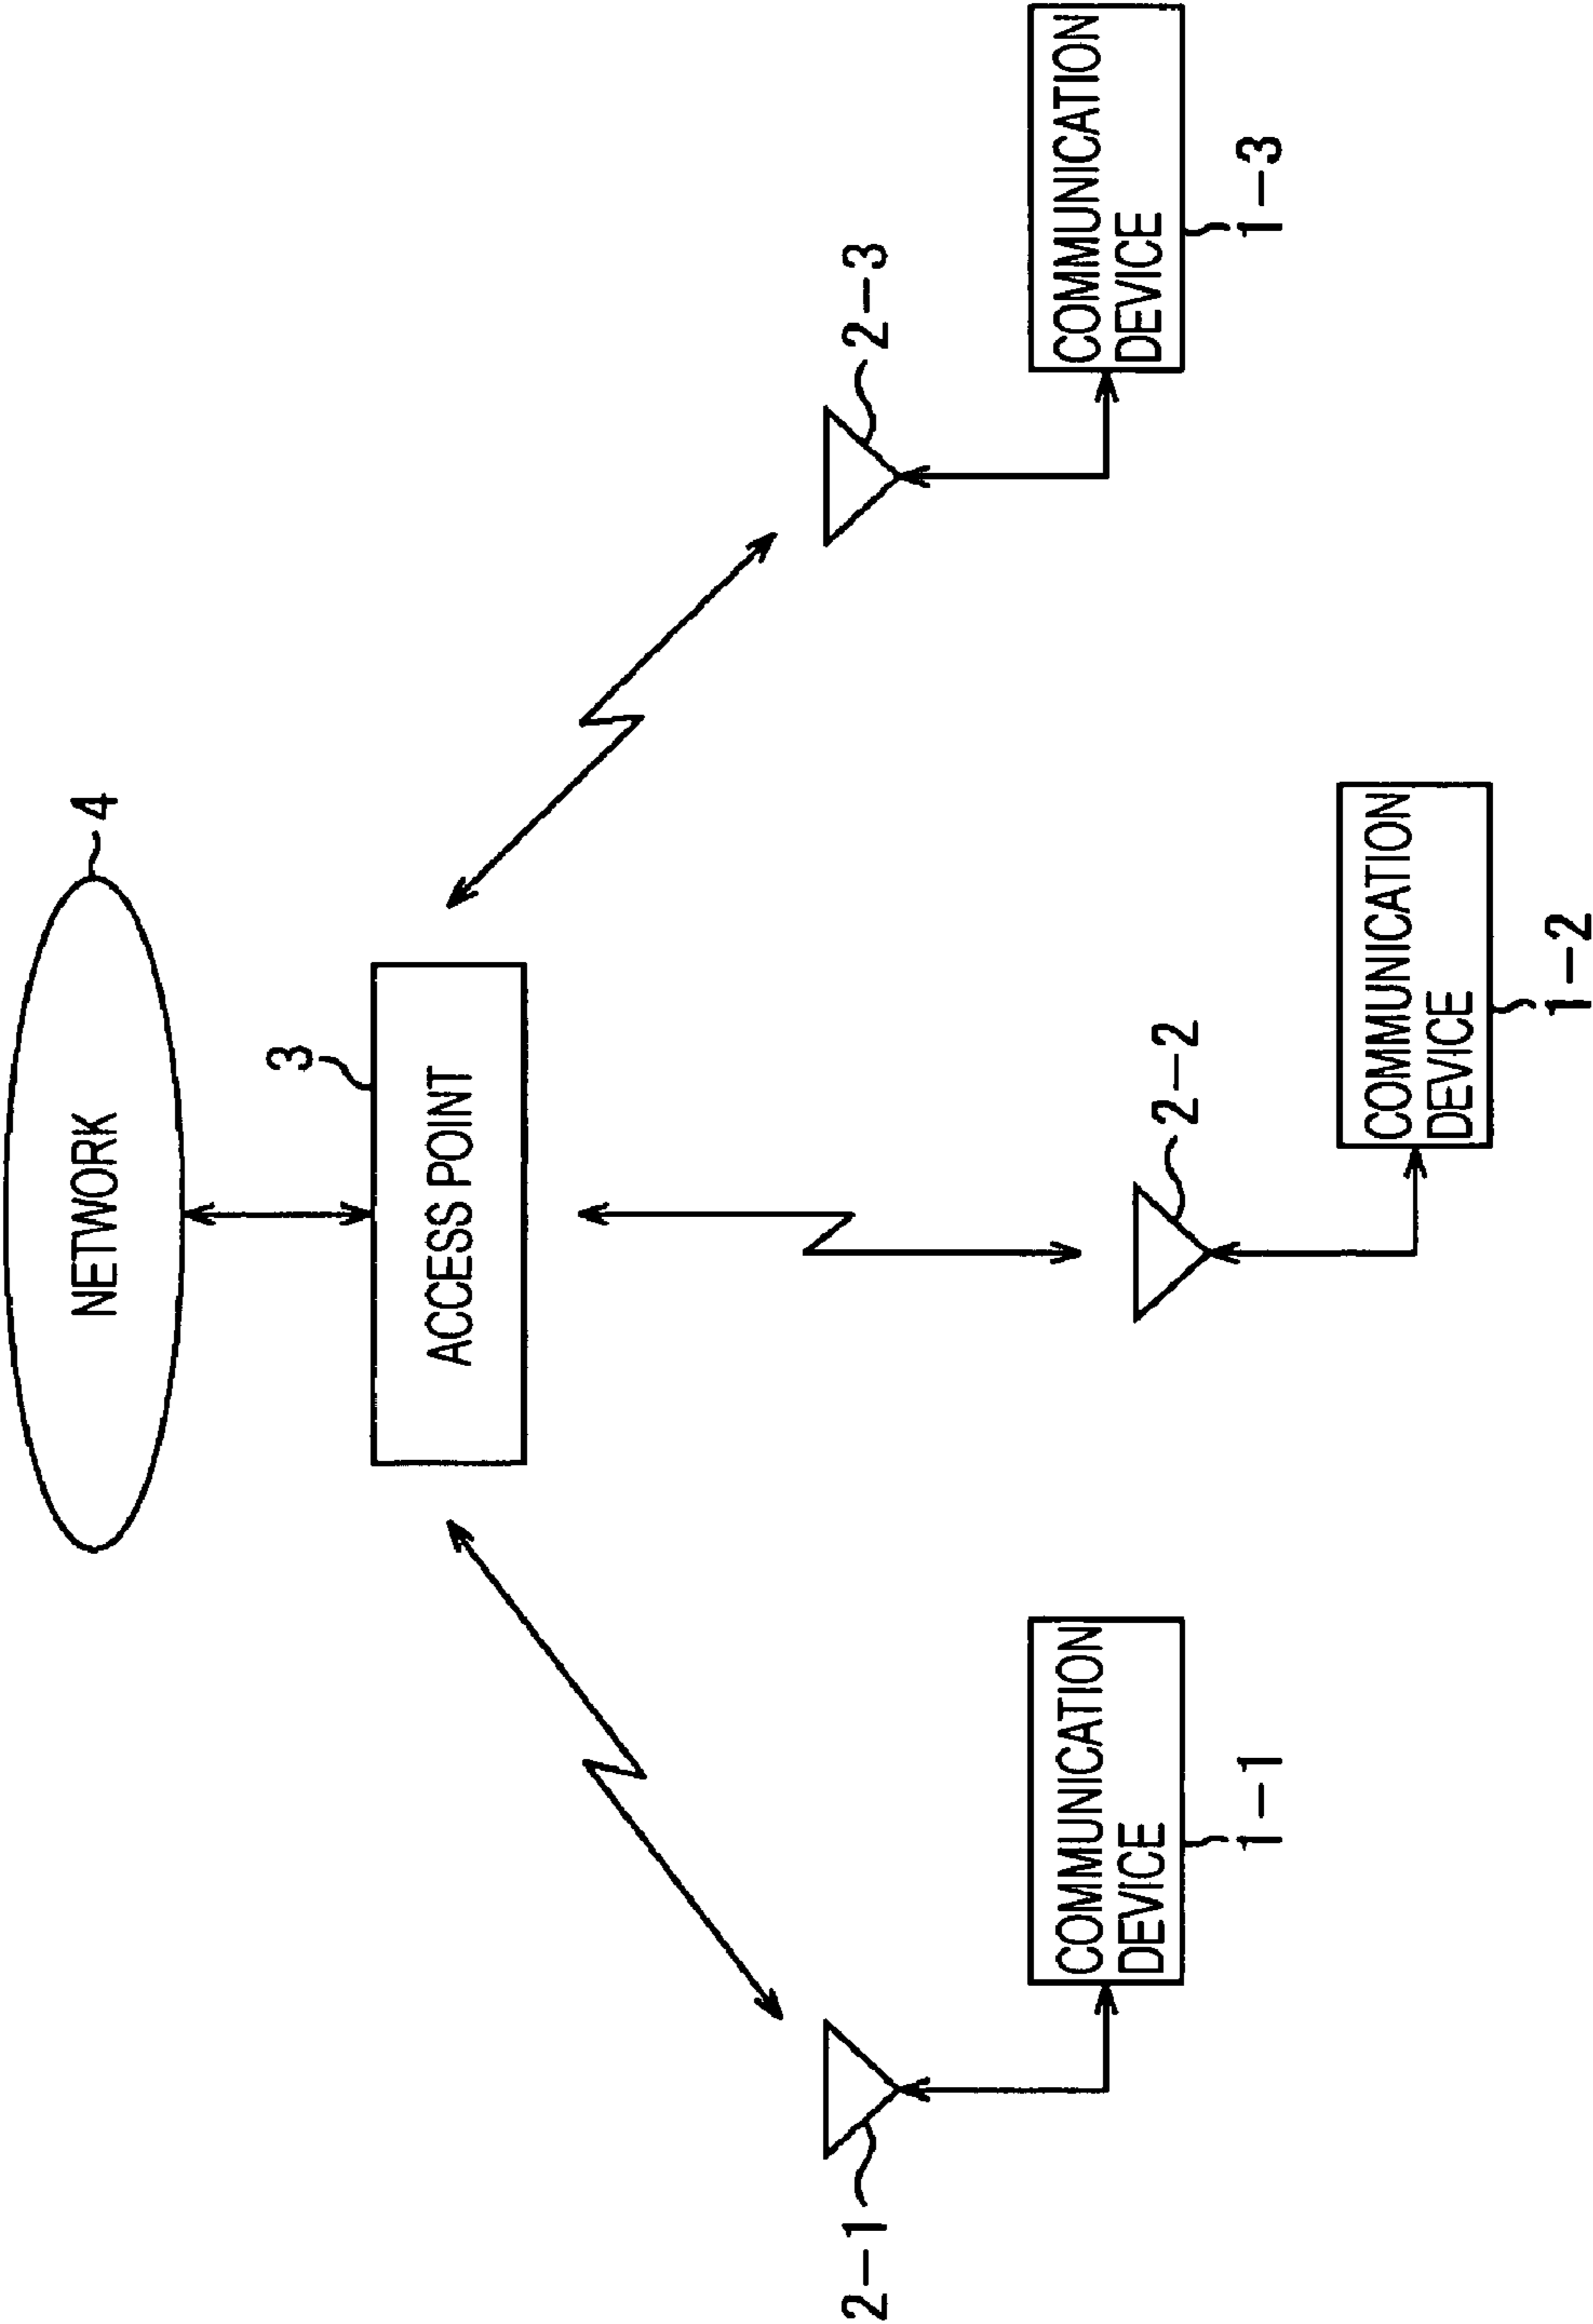 NETWORK
4
3
ACCESS POINT
2-1
2-2
2-3
COMMUNICATION
DEVICE
1-1
COMMUNICATION
DEVICE
1-2
COMMUNICATION
DEVICE
1-3